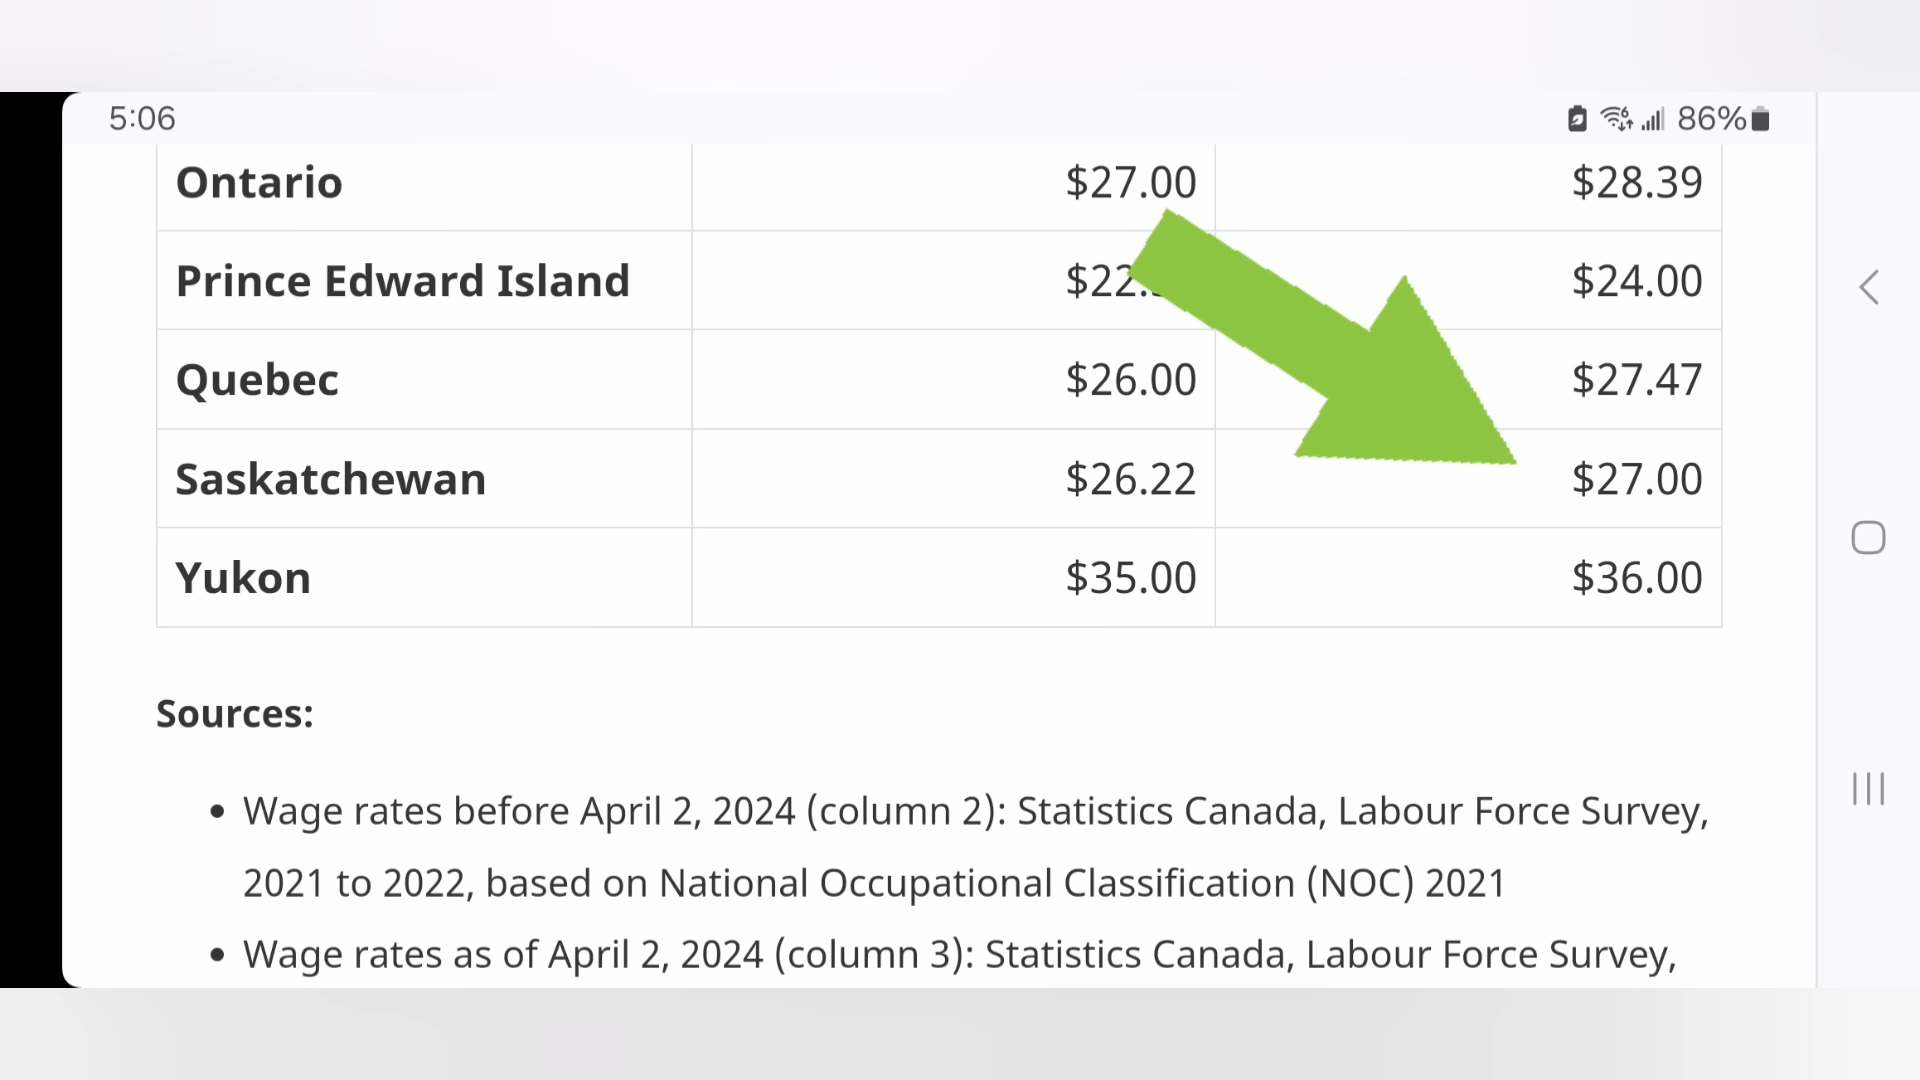 5:06 86%
Ontario $27.00 $28.39
Prince Edward Island $24.00
Quebec $26.00 $27.47
Saskatchewan $26.22 $27.00
Yukon $35.00 $36.00
Sources:
• Wage rates before April 2, 2024 (column 2): Statistics Canada, Labour Force Survey,
2021 to 2022, based on National Occupational Classification (NOC) 2021
• Wage rates as of April 2, 2024 (column 3): Statistics Canada, Labour Force Survey,